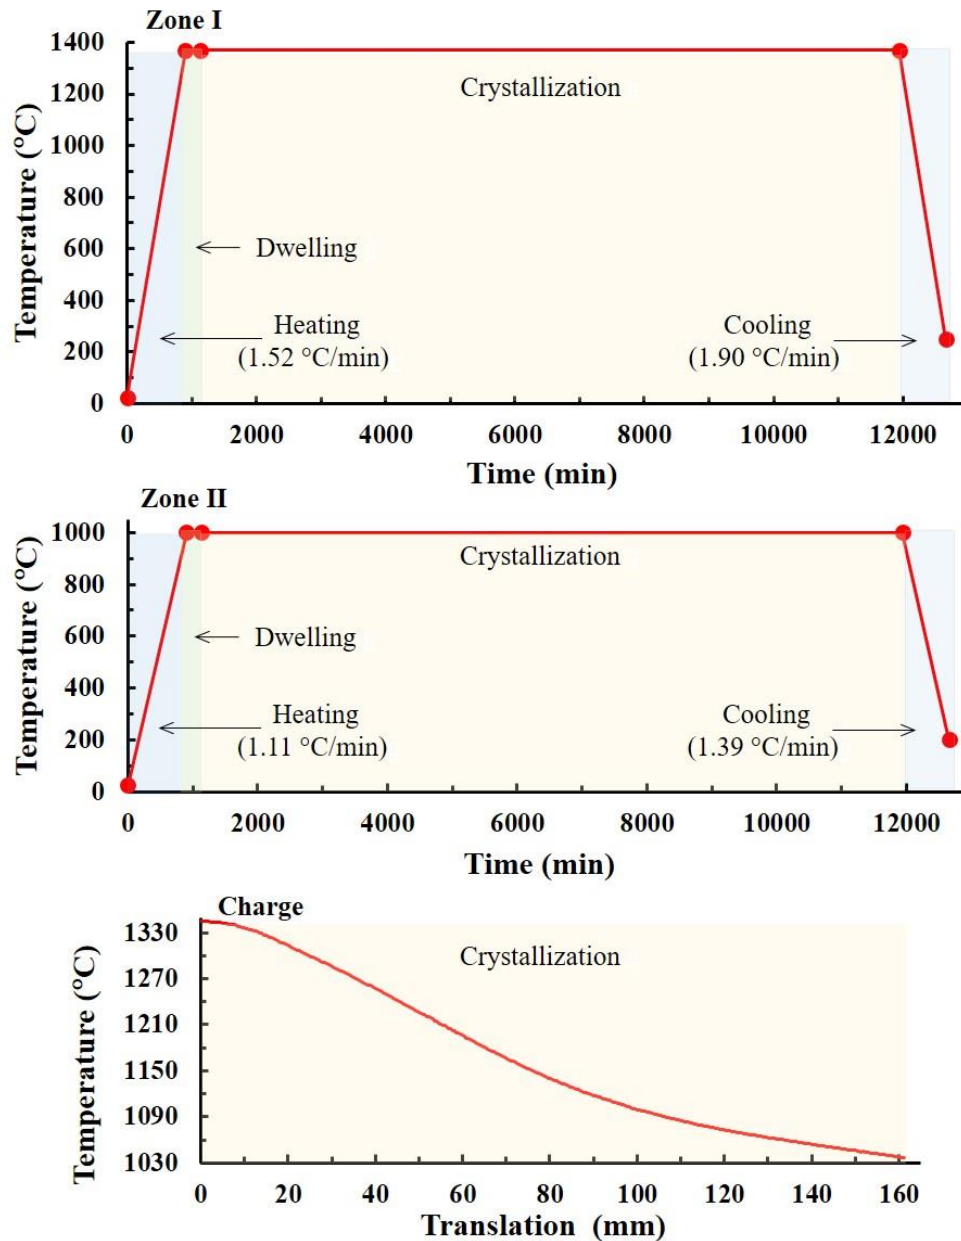 Zone I
1400
1200
1000
800
600
400
200
0
Temperature (°C)
Crystallization
Dwelling
Heating
(1.52 °C/min)
Cooling
(1.90 °C/min)
0 2000 4000 6000 8000 10000 12000
Time (min)
Zone II
1000
800
600
400
200
0
Temperature (°C)
Crystallization
Dwelling
Heating
(1.11 °C/min)
Cooling
(1.39 °C/min)
0 2000 4000 6000 8000 10000 12000
Time (min)
Charge
1330
1270
1210
1150
1090
1030
Temperature (°C)
Crystallization
0 20 40 60 80 100 120 140 160
Translation (mm)